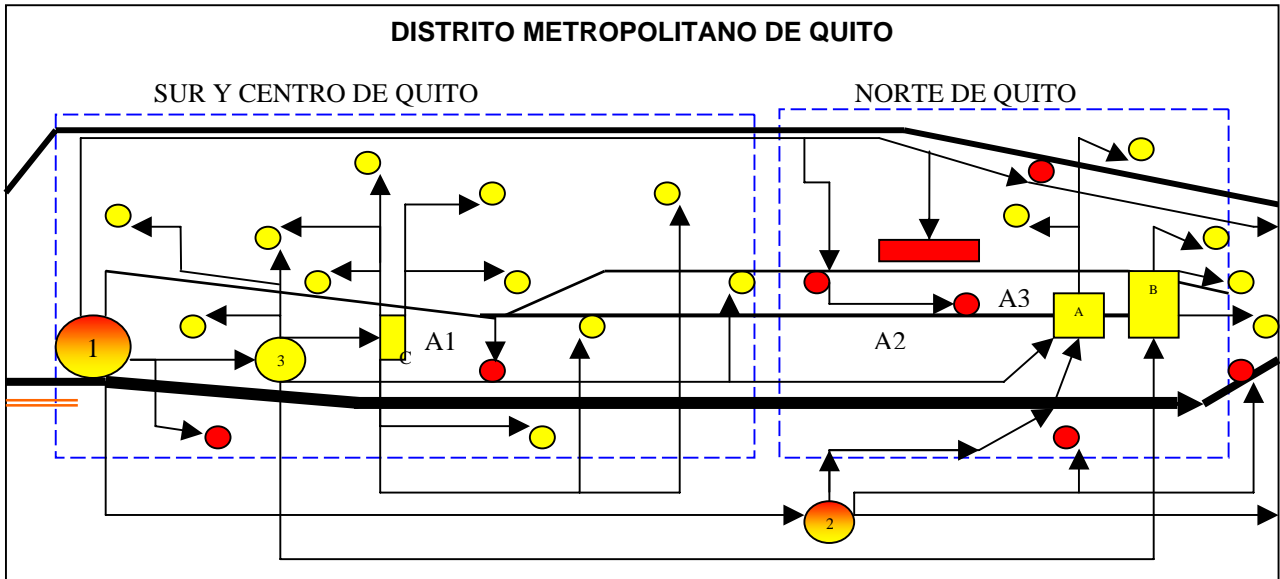 DISTRITO METROPOLITANO DE QUITO
SUR Y CENTRO DE QUITO
NORTE DE QUITO
B
A3
A
1
3
C
A1
A2
2